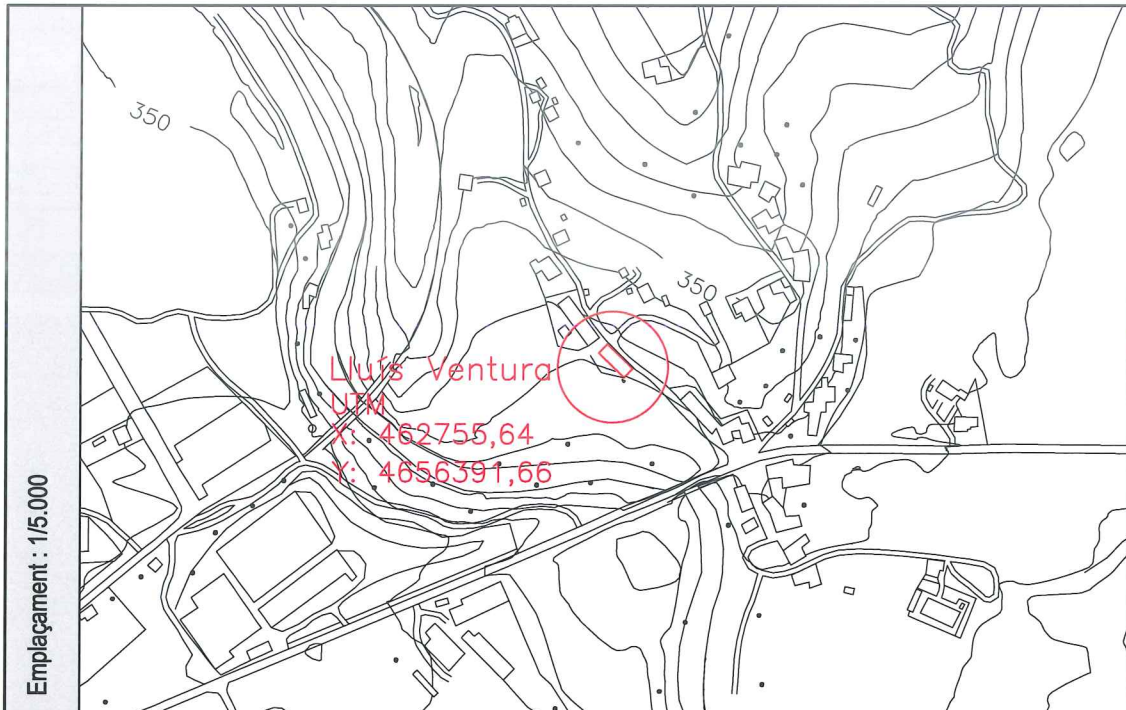 Emplaçament : 1/5.000
350
350
Lluís Ventura
UTM
X: 462755,64
Y: 4656391,66